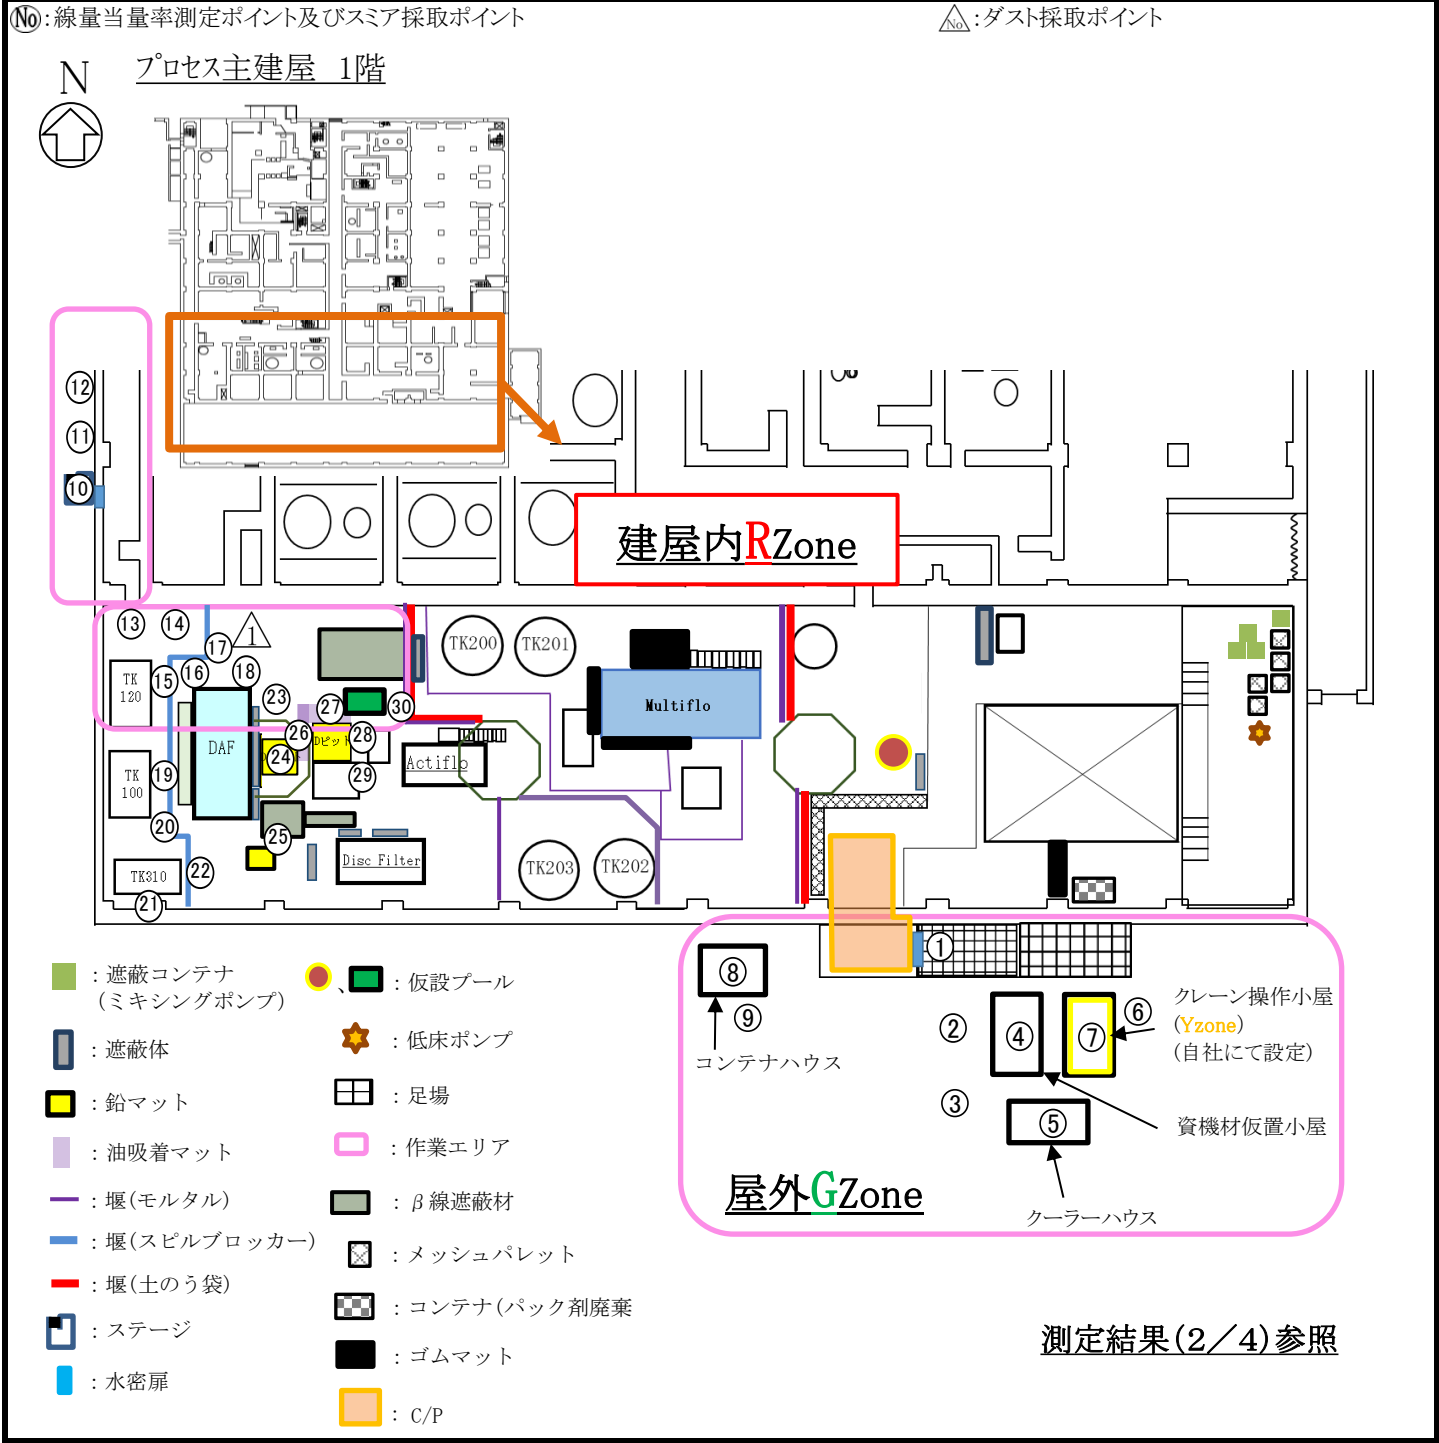 No:線量当量率測定ポイント及びスミア採取ポイント
No:ダスト採取ポイント
N
プロセス主建屋 1階
⑫
⑪
⑩
建屋内RZone
⑬
⑭
⑰
1
TK200
TK201
TK
120
⑮
⑯
⑱
㉓
㉗
㉚
Multiflo
DAF
㉖
Dピット
㉘
㉔
Actiflo
TK
100
⑲
㉙
⑳
㉕
Disc Filter
TK203
TK202
TK310
㉒
㉑
①
⑧
⑨
コンテナハウス
②
④
⑦
⑥
クレーン操作小屋
(Yzone)
(自社にて設定)
③
⑤
資機材仮置小屋
クーラーハウス
屋外GZone
:遮蔽コンテナ
(ミキシングポンプ)
:遮蔽体
:鉛マット
:油吸着マット
:堰(モルタル)
:堰(スピルブロッカー)
:堰(土のう袋)
:ステージ
:水密扉
、
:仮設プール
:低床ポンプ
:足場
:作業エリア
:β線遮蔽材
:メッシュパレット
:コンテナ(パック剤廃棄
:ゴムマット
: C/P
測定結果(2/4)参照